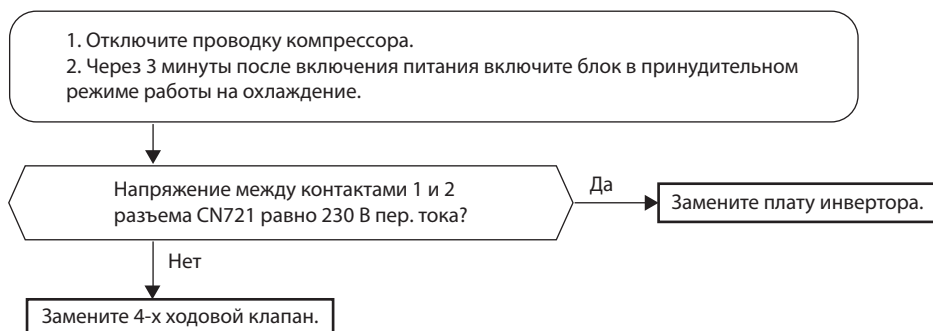 1. Отключите проводку компрессора.
2. Через 3 минуты после включения питания включите блок в принудительном
режиме работы на охлаждение.
Напряжение между контактами 1 и 2
разъема CN721 равно 230 В пер. тока?
Да
Замените плату инвертора.
Нет
Замените 4-х ходовой клапан.